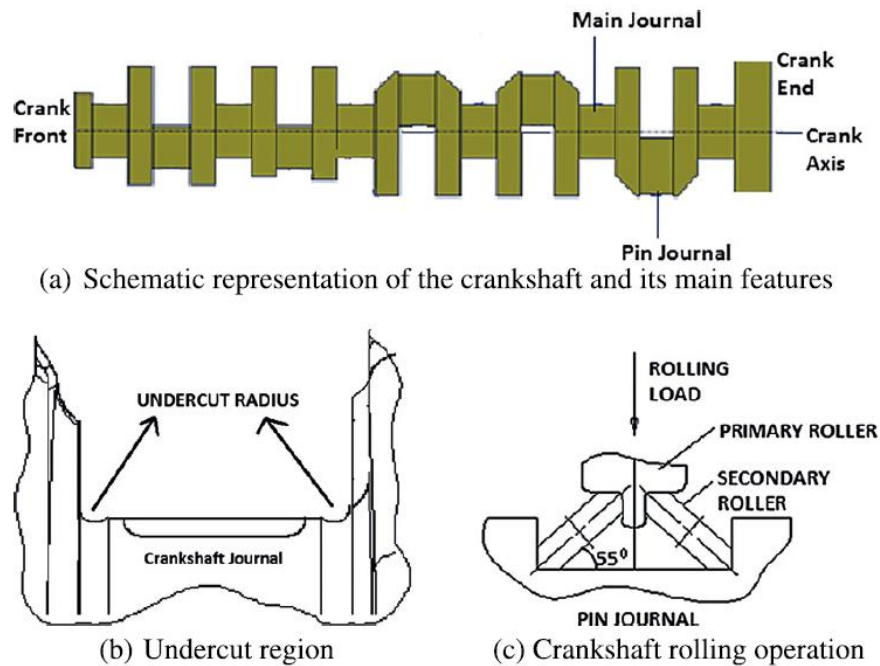 Main Journal
Crank
End
Crank
Front
Crank
Axis
Pin Journal
(a) Schematic representation of the crankshaft and its main features
UNDERCUT RADIUS
Crankshaft Journal
(b) Undercut region
ROLLING
LOAD
PRIMARY ROLLER
SECONDARY
ROLLER
55⁰
PIN JOURNAL
(c) Crankshaft rolling operation